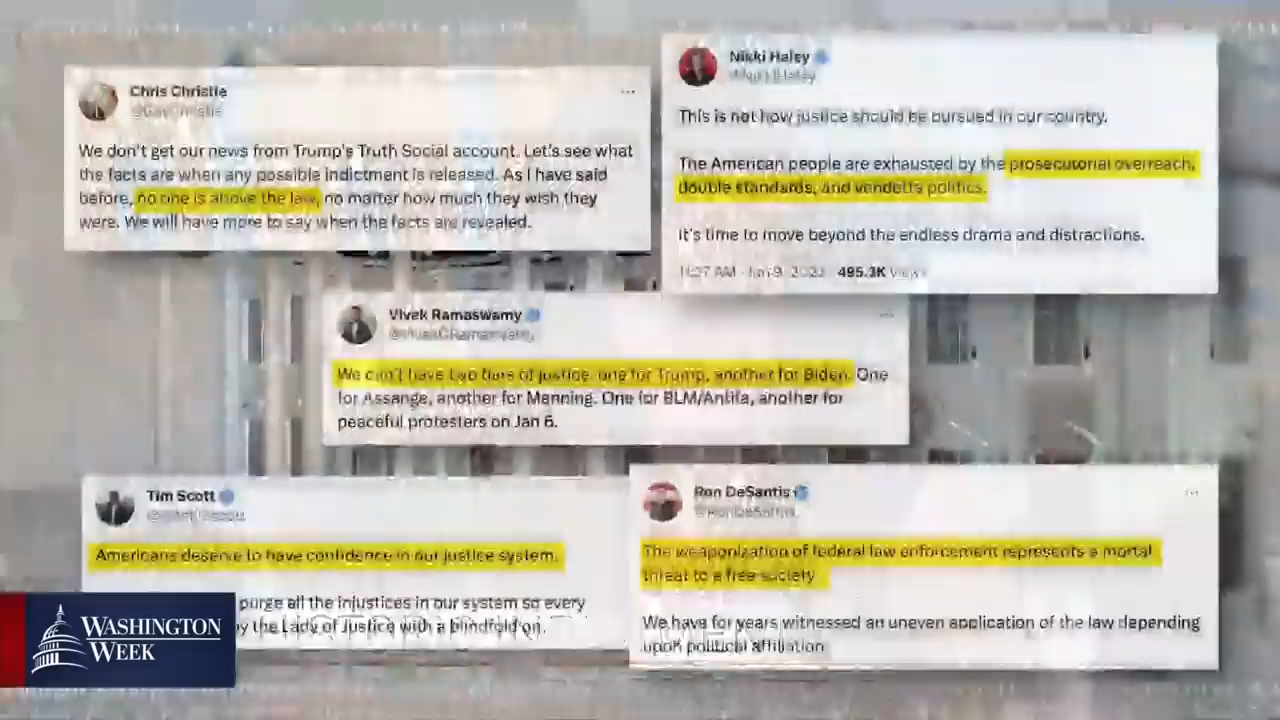 Chris Christie
We don't get our news from Trump's Truth Social account. Let's see what
the facts are when any possible indictment is released. As I have said
before, no one is above the law, no matter how much they wish they
were. We will have more to say when the facts are revealed.
Nikki Haley
This is not how justice should be pursued in our country.
The American people are exhausted by the prosecutorial overreach,
double standards, and vendetta politics.
It's time to move beyond the endless drama and distractions.
11:27 AM 495.3K Views
Vivek Ramaswamy
@VivekGRamaswamy
We can't have two tiers of justice: one for Trump, another for Biden. One
for Assange, another for Manning. One for BLM/Antifa, another for
peaceful protesters on Jan 6.
Tim Scott
Americans deserve to have confidence in our justice system.
purge all the injustices in our system so every
by the Lady of Justice with a blindfold on.
Ron DeSantis
@RonDeSantis
The weaponization of federal law enforcement represents a mortal
threat to a free society
We have for years witnessed an uneven application of the law depending
upon political affiliation
WASHINGTON
WEEK